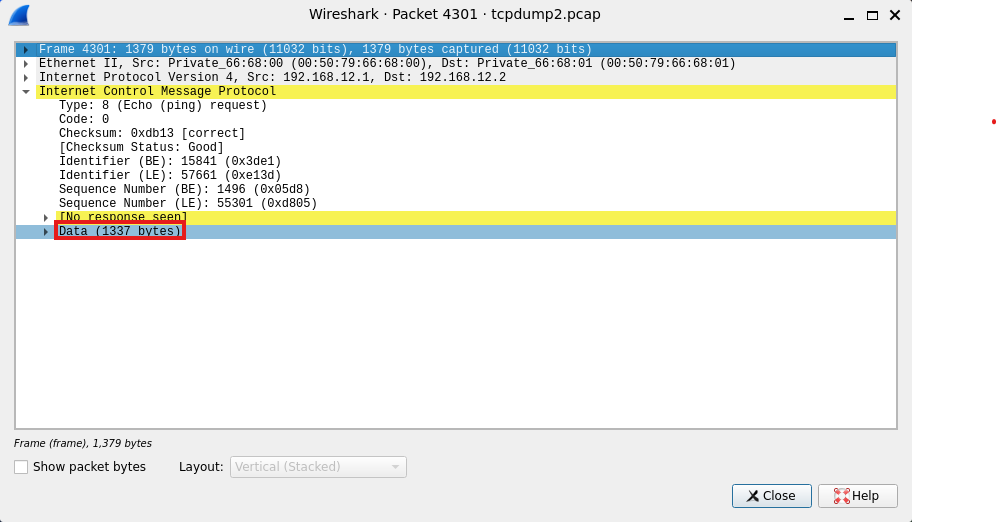 Wireshark · Packet 4301 · tcpdump2.pcap
Frame 4301: 1379 bytes on wire (11032 bits), 1379 bytes captured (11032 bits)
Ethernet II, Src: Private_66:68:00 (00:50:79:66:68:00), Dst: Private_66:68:01 (00:50:79:66:68:01)
Internet Protocol Version 4, Src: 192.168.12.1, Dst: 192.168.12.2
Internet Control Message Protocol
Type: 8 (Echo (ping) request)
Code: 0
Checksum: 0xdb13 [correct]
[Checksum Status: Good]
Identifier (BE): 15841 (0x3de1)
Identifier (LE): 57661 (0xe13d)
Sequence Number (BE): 1496 (0x05d8)
Sequence Number (LE): 55301 (0xd805)
[No response seen]
Data (1337 bytes)
Frame (frame), 1,379 bytes
Show packet bytes Layout: Vertical (Stacked)
Close Help